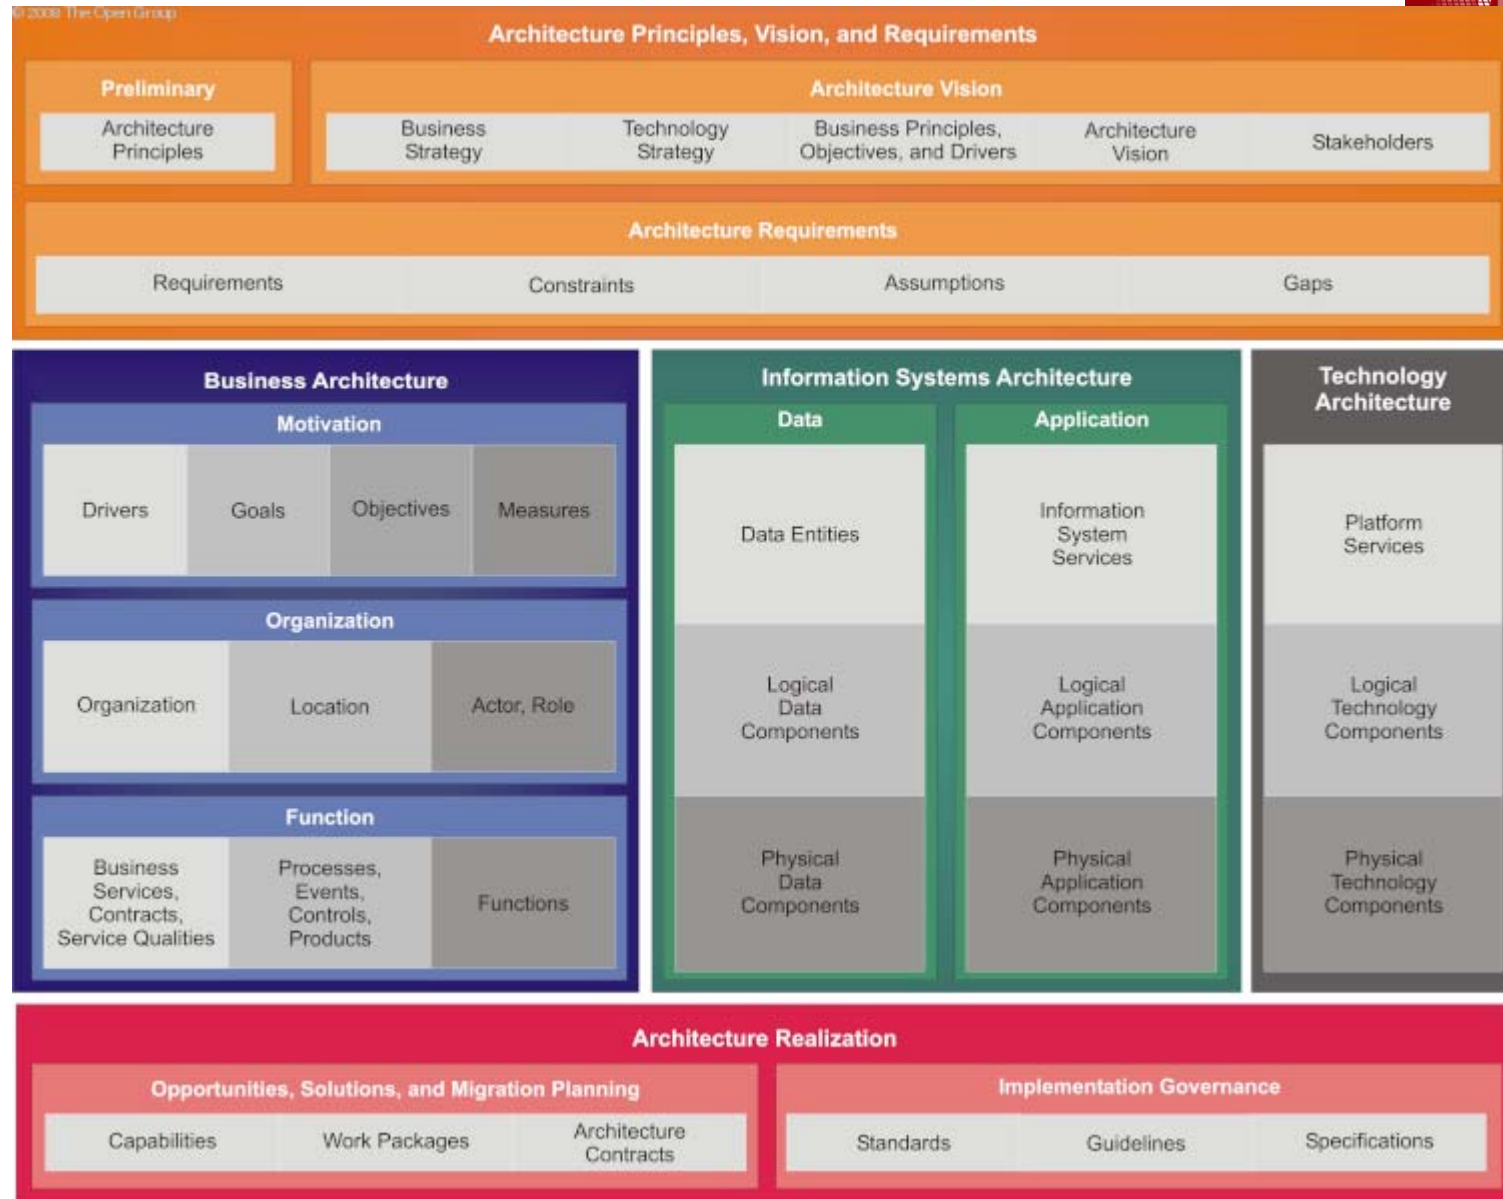 © 2008 The Open Group
Architecture Principles, Vision, and Requirements
Preliminary
Architecture
Principles
Architecture Vision
Business
Strategy
Technology
Strategy
Business Principles,
Objectives, and Drivers
Architecture
Vision
Stakeholders
Architecture Requirements
Requirements
Constraints
Assumptions
Gaps
Business Architecture
Motivation
Drivers
Goals
Objectives
Measures
Organization
Organization
Location
Actor, Role
Function
Business
Services,
Contracts,
Service Qualities
Processes,
Events,
Controls,
Products
Functions
Information Systems Architecture
Data
Data Entities
Logical
Data
Components
Physical
Data
Components
Application
Information
System
Services
Logical
Application
Components
Physical
Application
Components
Technology
Architecture
Platform
Services
Logical
Technology
Components
Physical
Technology
Components
Architecture Realization
Opportunities, Solutions, and Migration Planning
Capabilities
Work Packages
Architecture
Contracts
Implementation Governance
Standards
Guidelines
Specifications